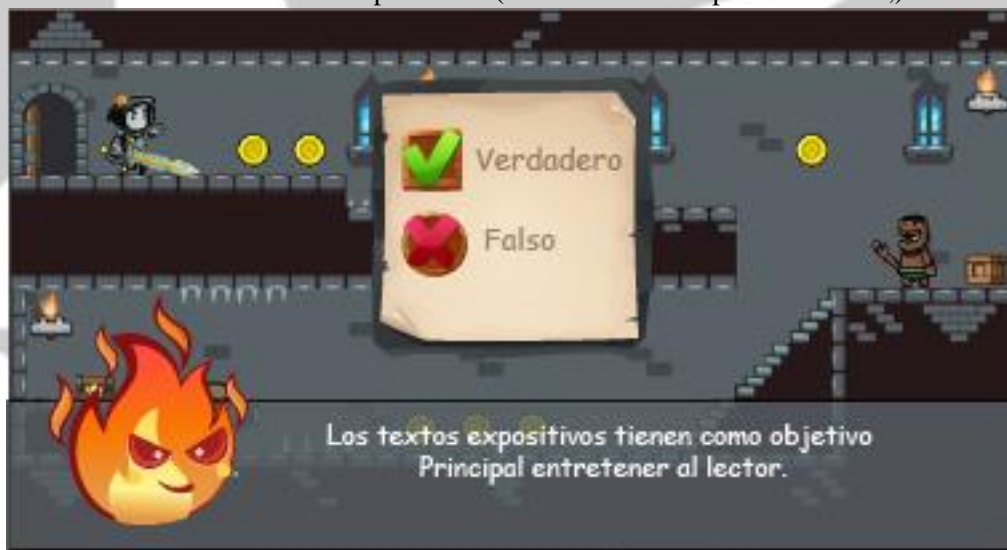 Verdadero
Falso
Los textos expositivos tienen como objetivo
Principal entretener al lector.